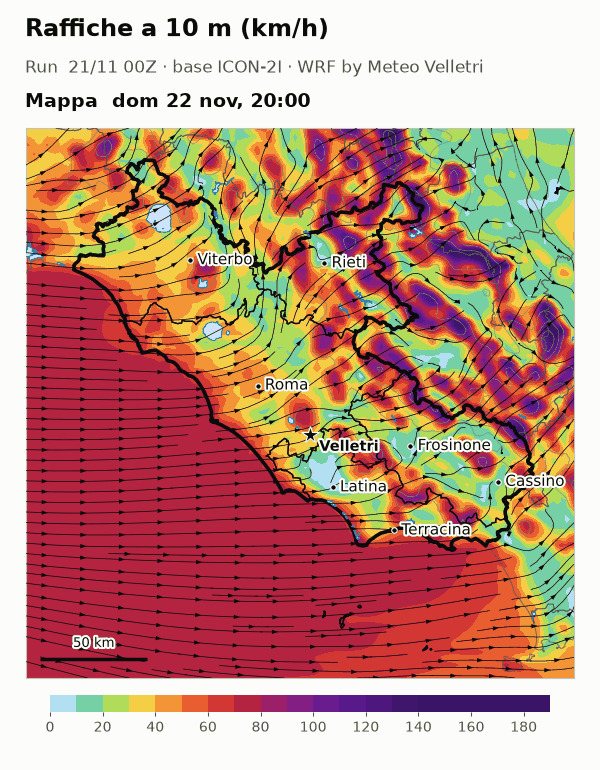 Raffiche a 10 m (km/h)
Run  21/11 00Z · base ICON-2I · WRF by Meteo Velletri
Mappa  dom 22 nov, 20:00
Viterbo
Rieti
Roma
Velletri
Frosinone
Latina
Cassino
Terracina
50 km
0 20 40 60 80 100 120 140 160 180